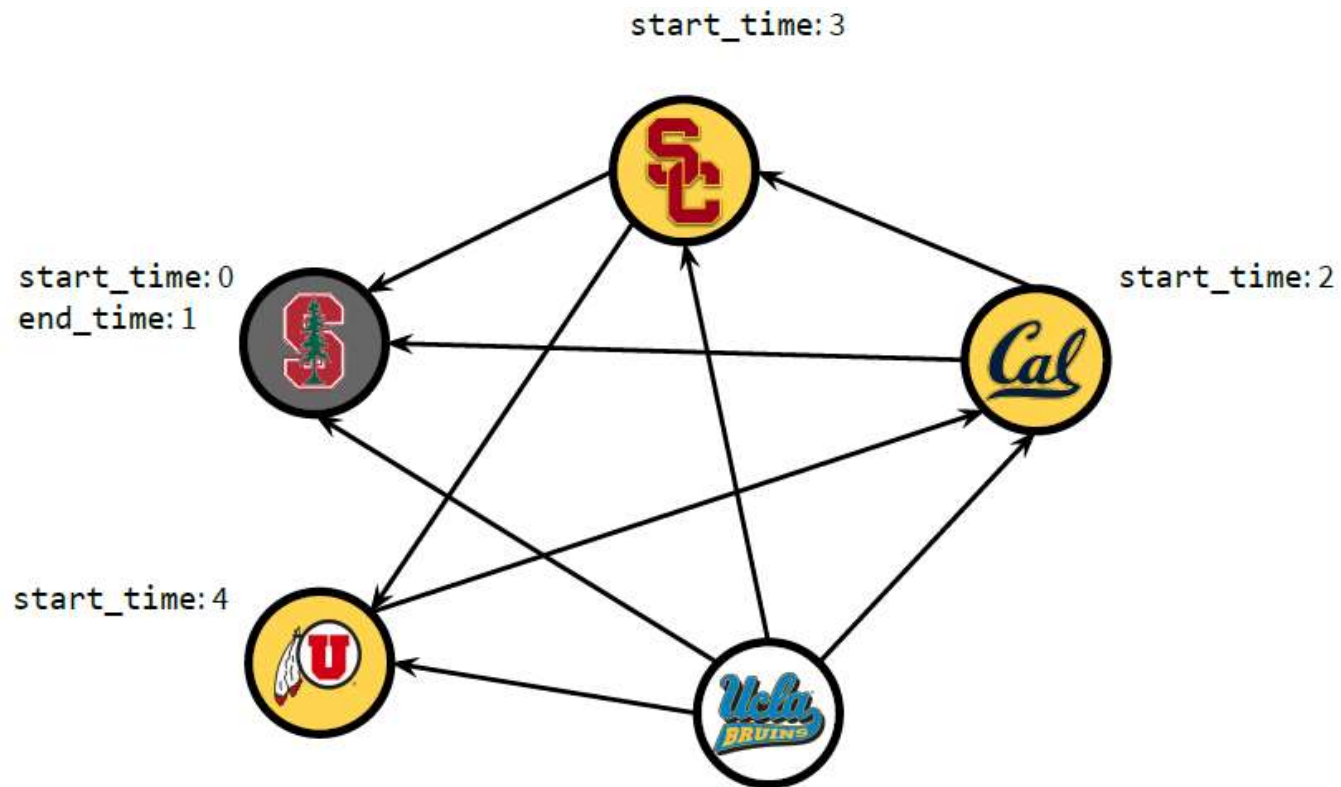 start_time: 3
SC
start_time: 0
end_time: 1
S
start_time: 2
Cal
start_time: 4
U
Ucla
BRUINS